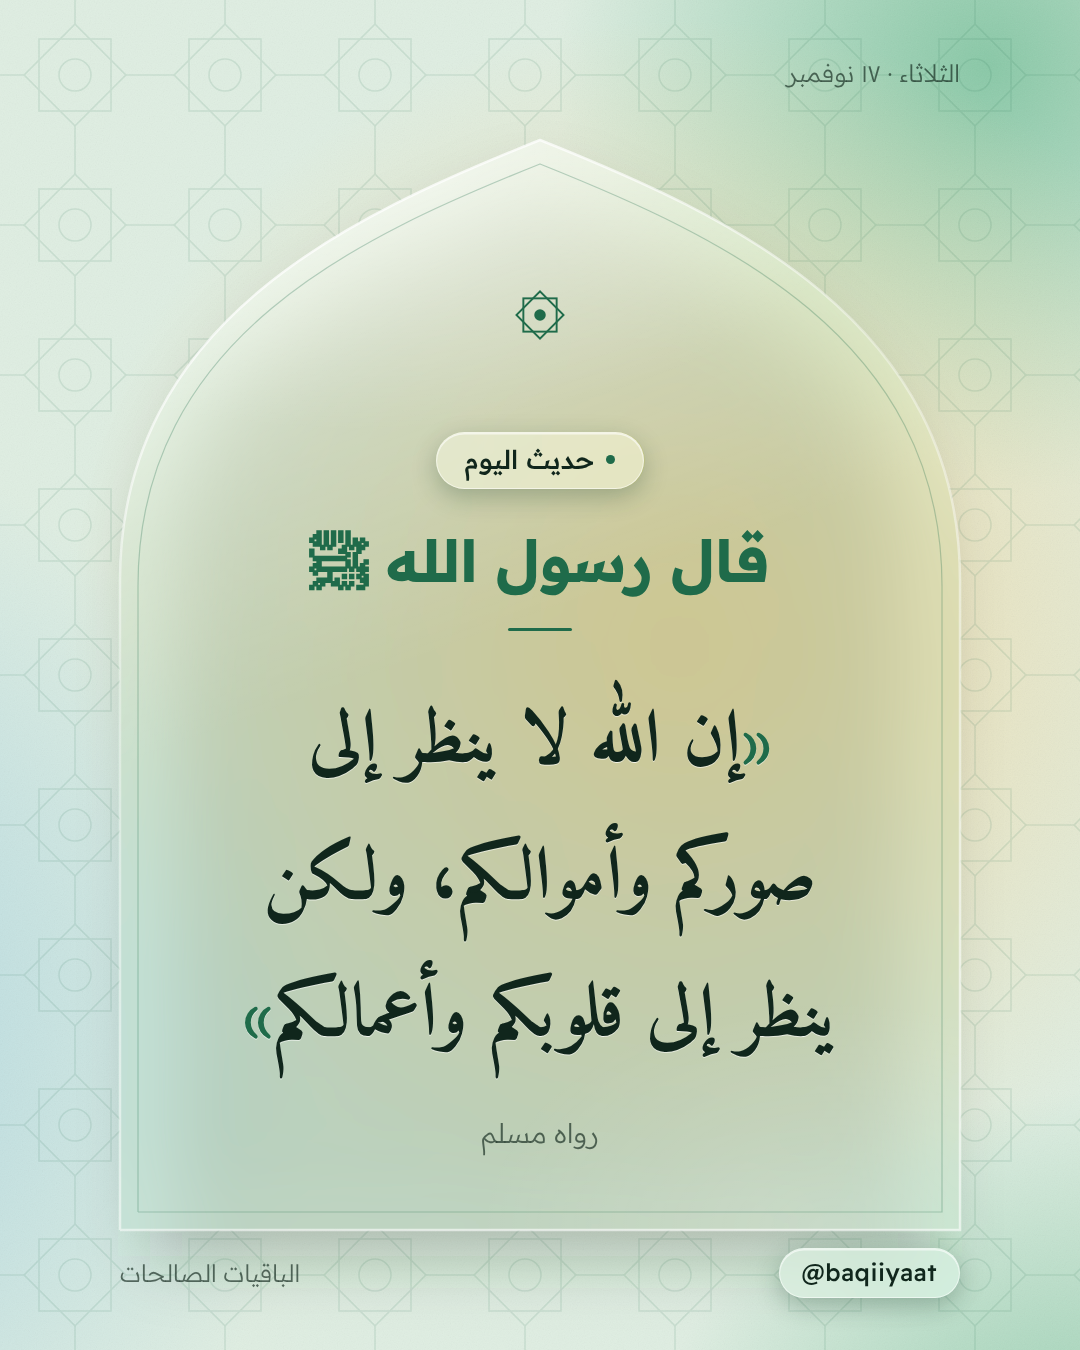 الثلاثاء · ١٧ نوفمبر
حديث اليوم
قال رسول الله ﷺ
«إن الله لا ينظر إلى
صوركم وأموالكم، ولكن
ينظر إلى قلوبكم وأعمالكم»
رواه مسلم
@baqiiyaat
الباقيات الصالحات